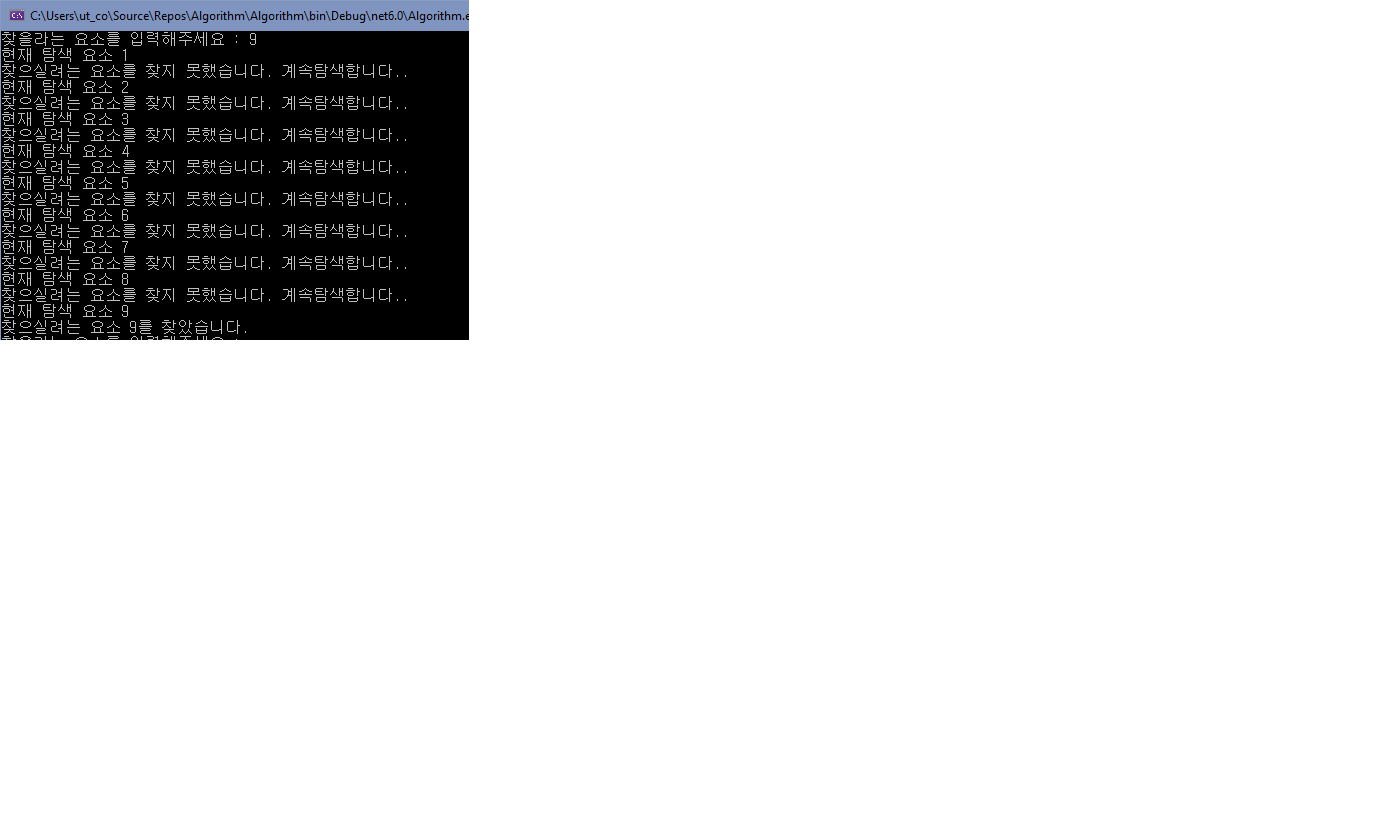 C:\Users\ut_co\Source\Repos\Algorithm\Algorithm\bin\Debug\net6.0\Algorithm.e
찾을라는 요소를 입력해주세요 : 9
현재 탐색 요소 1
찾으실려는 요소를 찾지 못했습니다. 계속탐색합니다..
현재 탐색 요소 2
찾으실려는 요소를 찾지 못했습니다. 계속탐색합니다..
현재 탐색 요소 3
찾으실려는 요소를 찾지 못했습니다. 계속탐색합니다..
현재 탐색 요소 4
찾으실려는 요소를 찾지 못했습니다. 계속탐색합니다..
현재 탐색 요소 5
찾으실려는 요소를 찾지 못했습니다. 계속탐색합니다..
현재 탐색 요소 6
찾으실려는 요소를 찾지 못했습니다. 계속탐색합니다..
현재 탐색 요소 7
찾으실려는 요소를 찾지 못했습니다. 계속탐색합니다..
현재 탐색 요소 8
찾으실려는 요소를 찾지 못했습니다. 계속탐색합니다..
현재 탐색 요소 9
찾으실려는 요소 9를 찾았습니다.